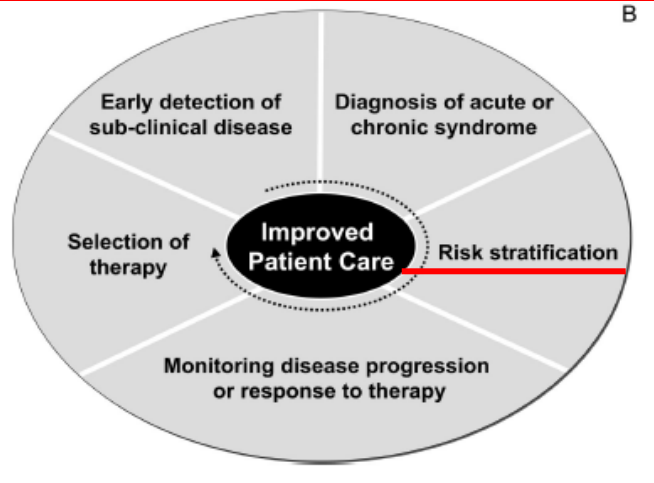 B
Early detection of
sub-clinical disease
Diagnosis of acute or
chronic syndrome
Improved
Patient Care
Selection of
therapy
Risk stratification
Monitoring disease progression
or response to therapy